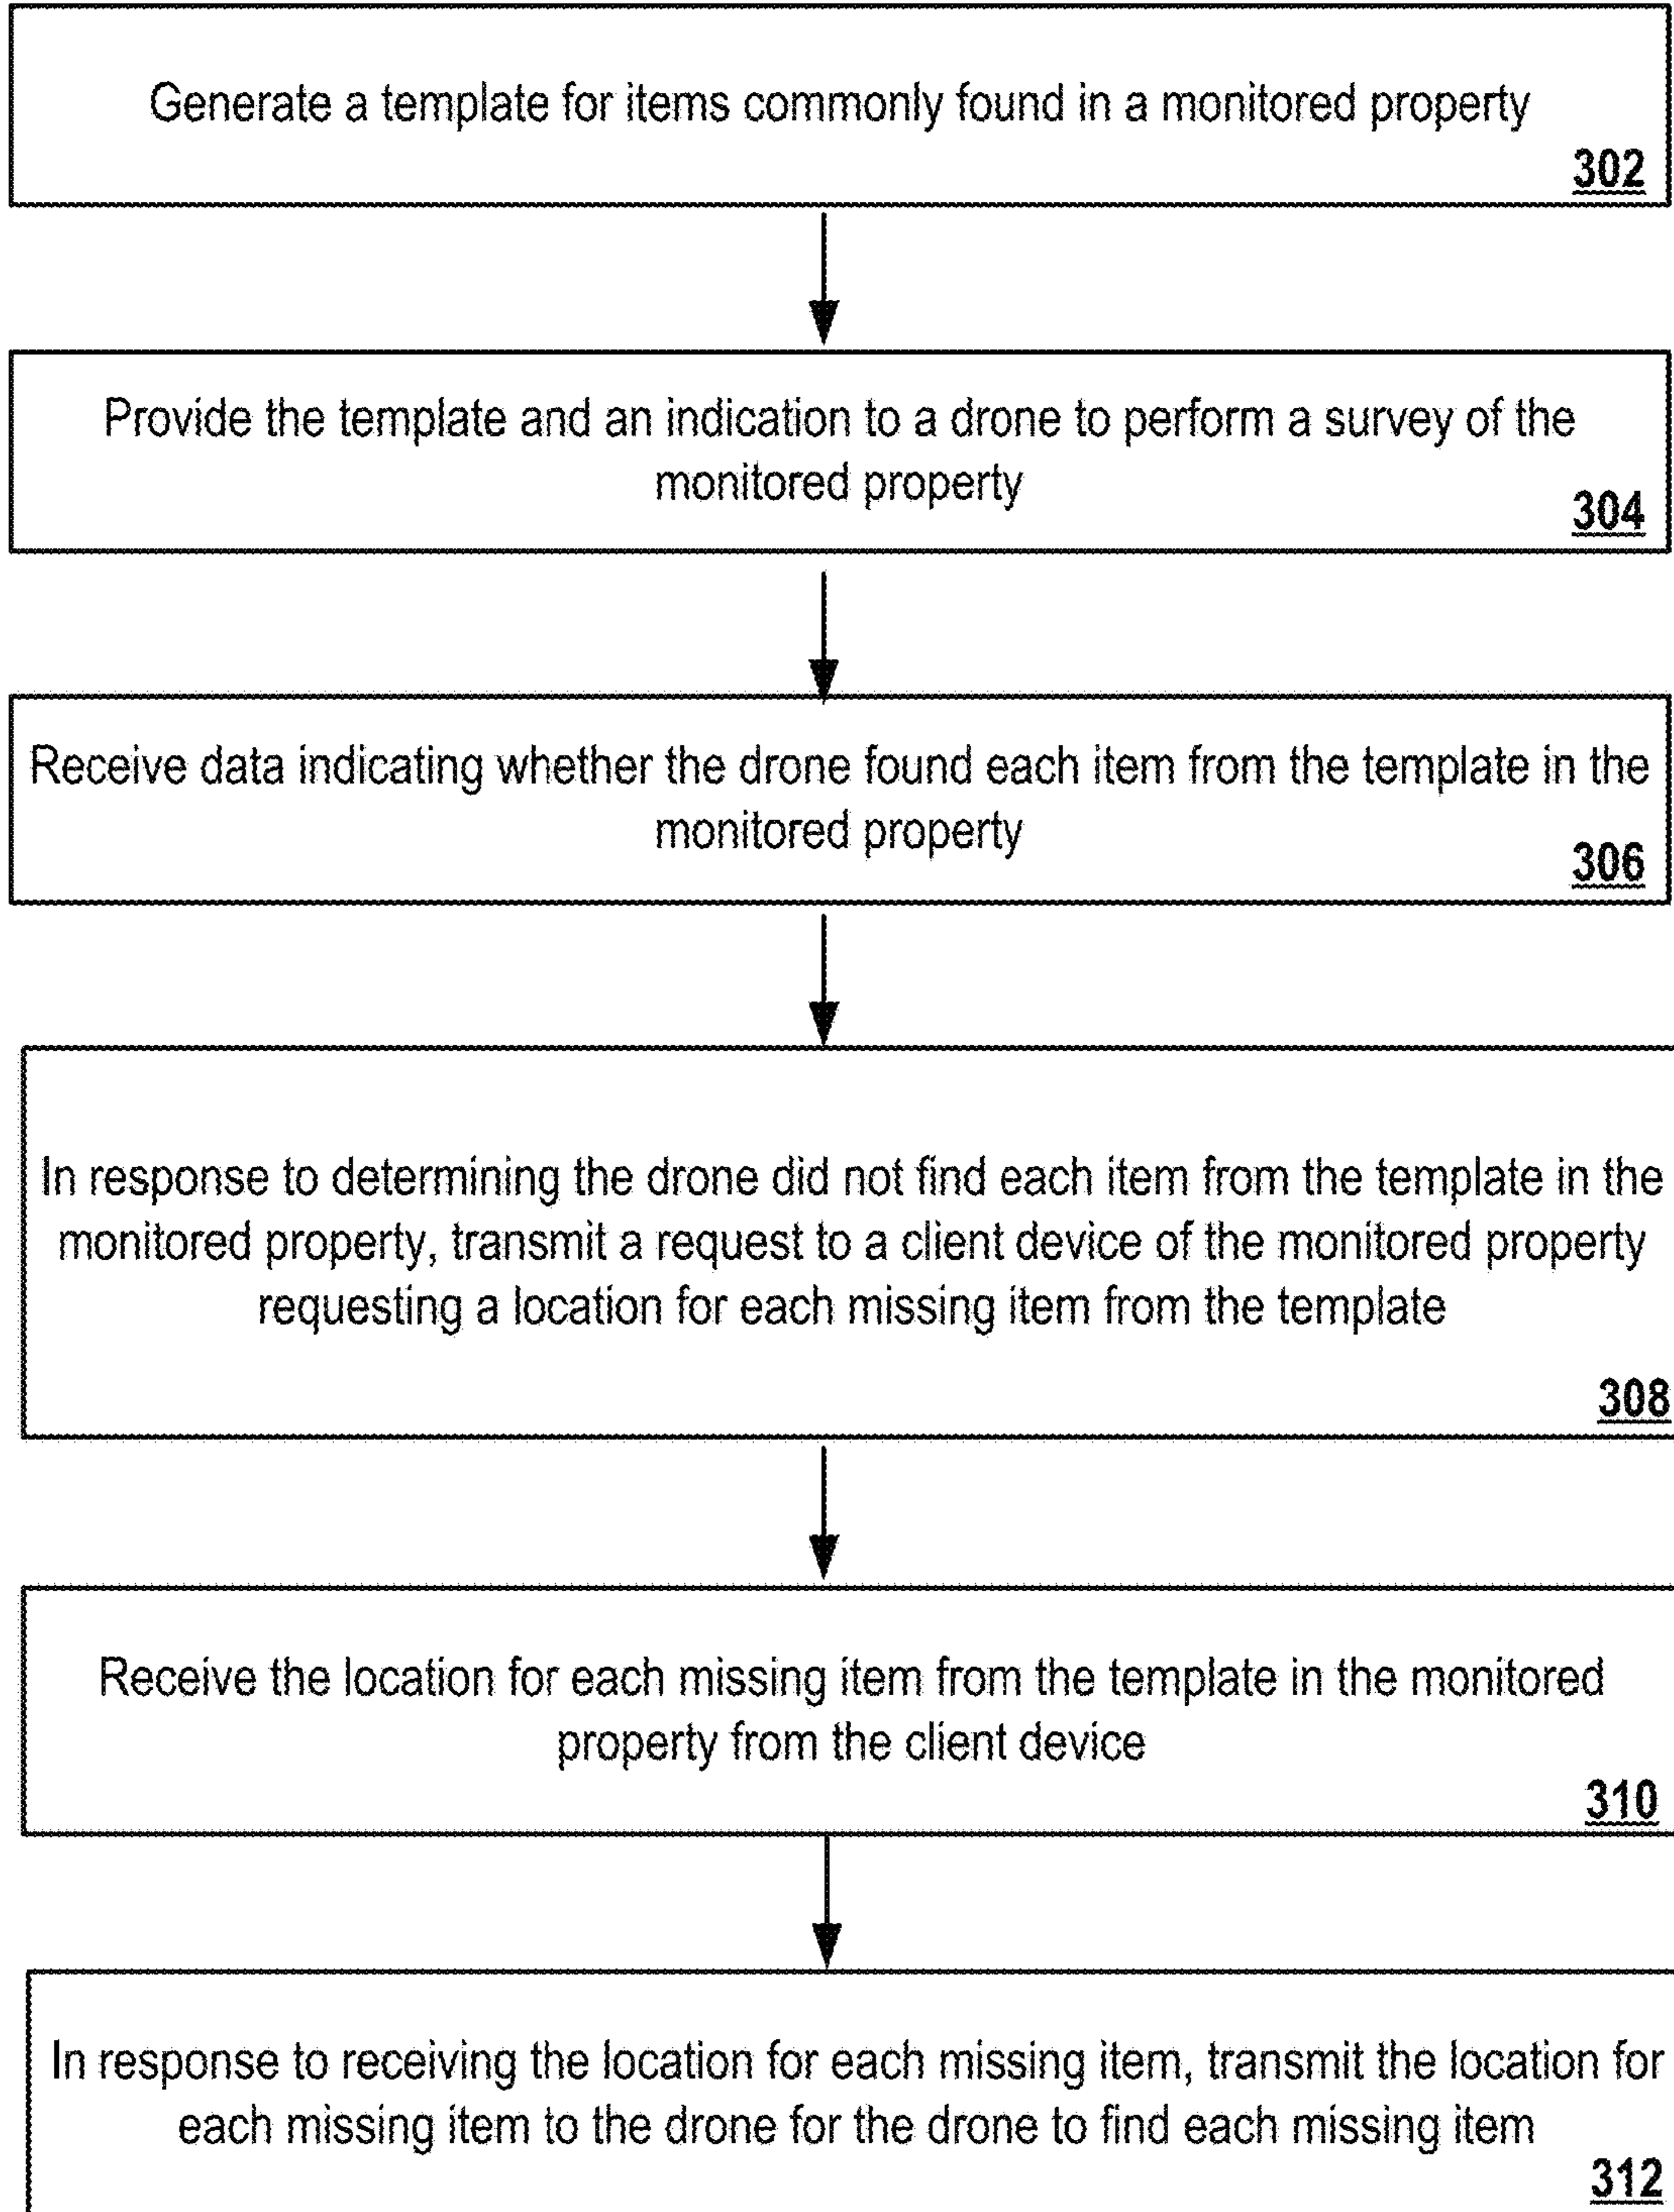 Generate a template for items commonly found in a monitored property
302
Provide the template and an indication to a drone to perform a survey of the
monitored property
304
Receive data indicating whether the drone found each item from the template in the
monitored property
306
In response to determining the drone did not find each item from the template in the
monitored property, transmit a request to a client device of the monitored property
requesting a location for each missing item from the template
308
Receive the location for each missing item from the template in the monitored
property from the client device
310
In response to receiving the location for each missing item, transmit the location for
each missing item to the drone for the drone to find each missing item
312